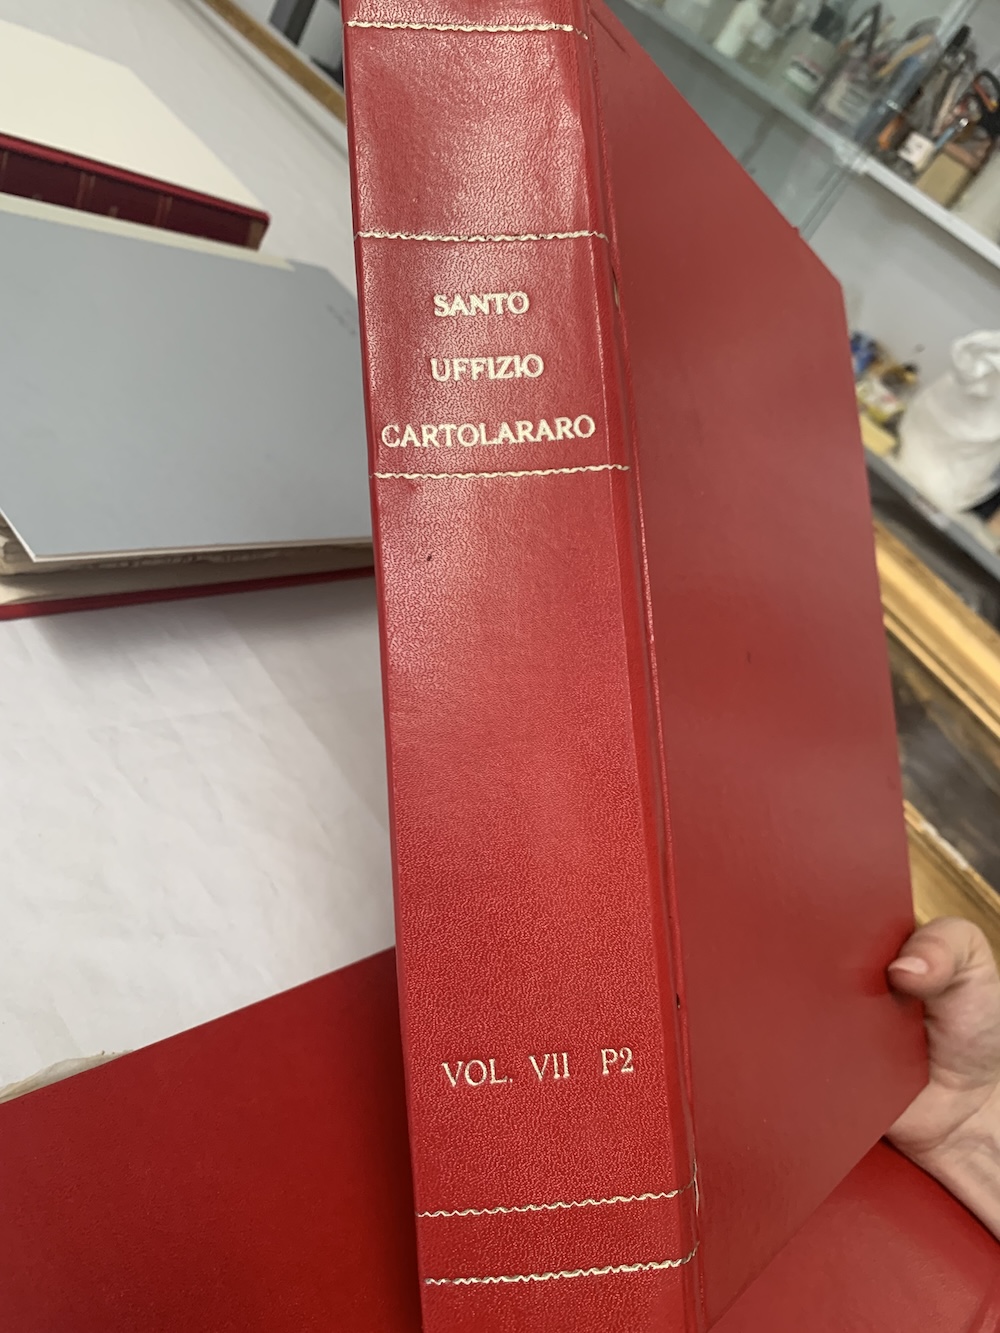 SANTO
UFFIZIO
CARTOLARARO
VOL. VII P2